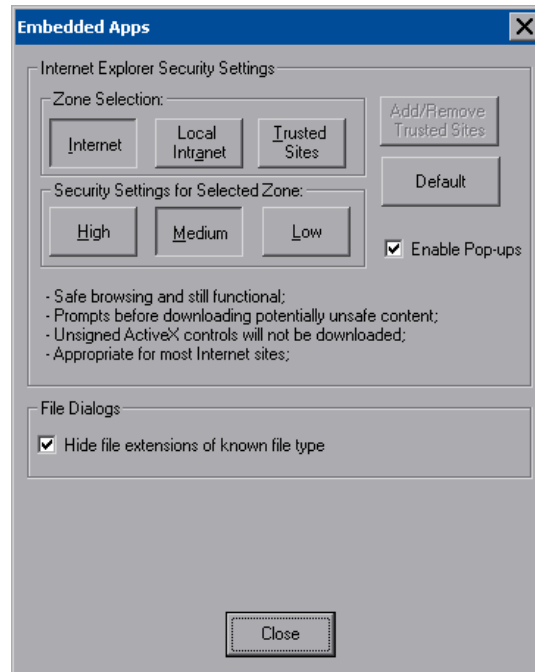 Embedded Apps
Internet Explorer Security Settings
Zone Selection:
Internet
Local
Intranet
Trusted
Sites
Add/Remove
Trusted Sites
Default
Security Settings for Selected Zone:
High
Medium
Low
Enable Pop-ups
- Safe browsing and still functional;
- Prompts before downloading potentially unsafe content;
- Unsigned ActiveX controls will not be downloaded;
- Appropriate for most Internet sites;
File Dialogs
Hide file extensions of known file type
Close